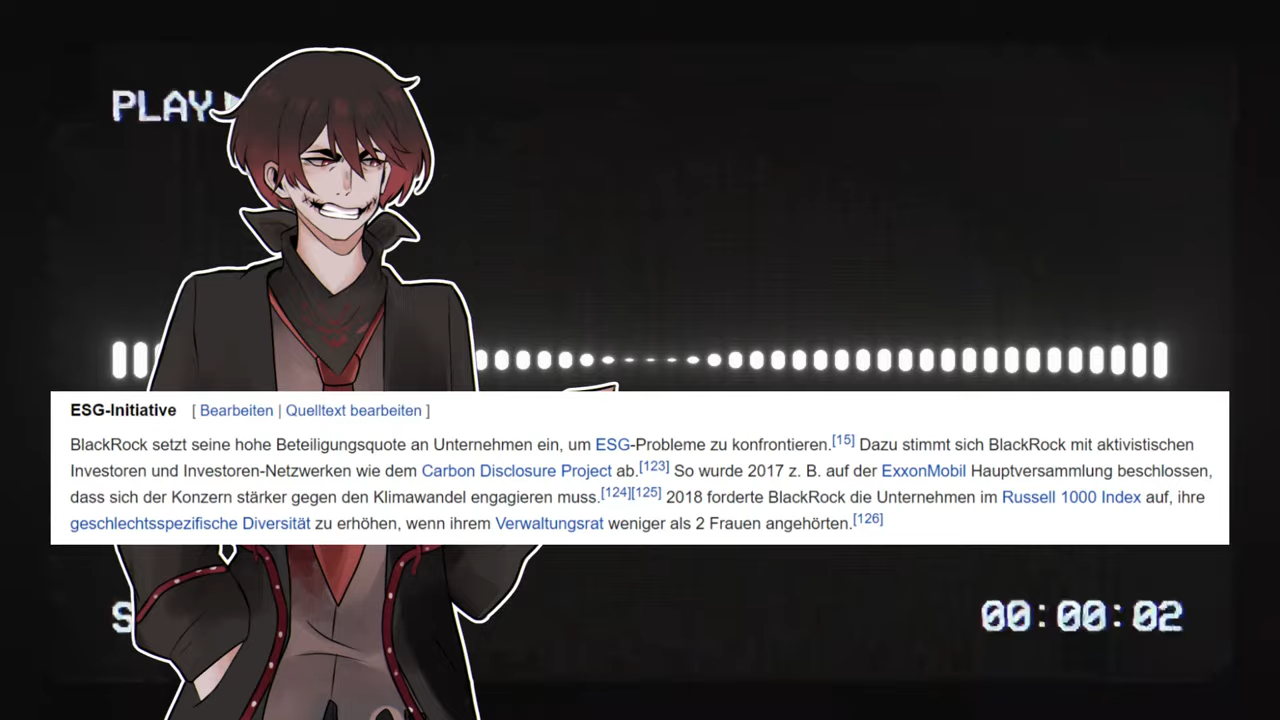 PLAY
ESG-Initiative [ Bearbeiten | Quelltext bearbeiten ]
BlackRock setzt seine hohe Beteiligungsquote an Unternehmen ein, um ESG-Probleme zu konfrontieren.[15] Dazu stimmt sich BlackRock mit aktivistischen
Investoren und Investoren-Netzwerken wie dem Carbon Disclosure Project ab.[123] So wurde 2017 z. B. auf der ExxonMobil Hauptversammlung beschlossen,
dass sich der Konzern stärker gegen den Klimawandel engagieren muss.[124][125] 2018 forderte BlackRock die Unternehmen im Russell 1000 Index auf, ihre
geschlechtsspezifische Diversität zu erhöhen, wenn ihrem Verwaltungsrat weniger als 2 Frauen angehörten.[126]
00:00:02